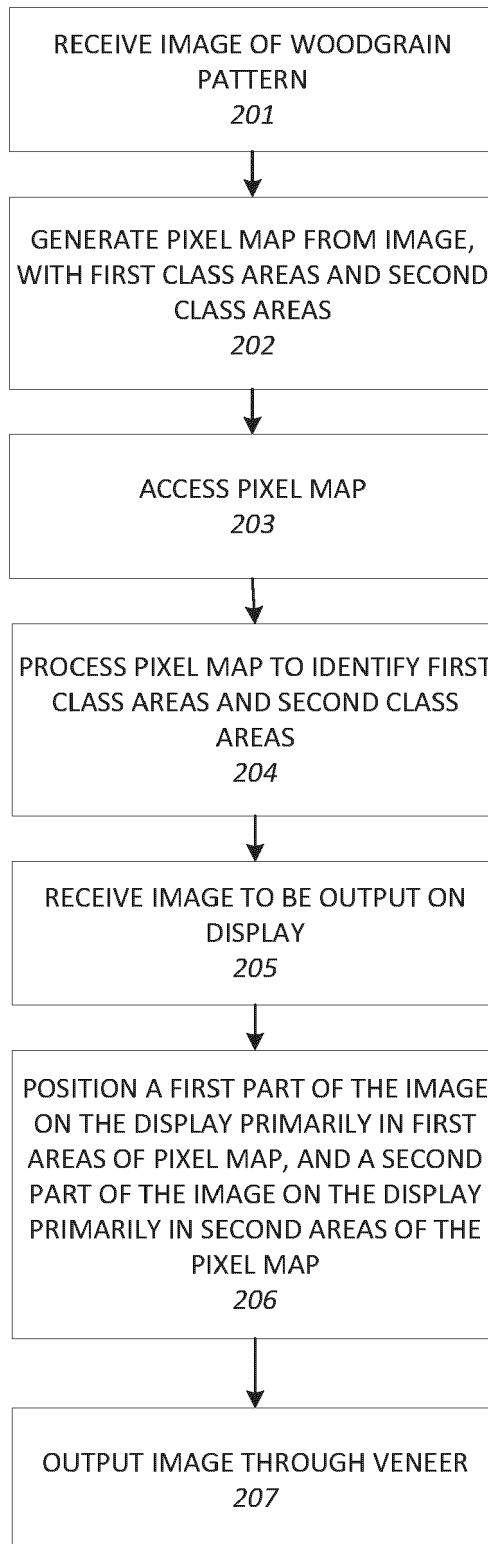 RECEIVE IMAGE OF WOODGRAIN
PATTERN
201
GENERATE PIXEL MAP FROM IMAGE,
WITH FIRST CLASS AREAS AND SECOND
CLASS AREAS
202
ACCESS PIXEL MAP
203
PROCESS PIXEL MAP TO IDENTIFY FIRST
CLASS AREAS AND SECOND CLASS
AREAS
204
RECEIVE IMAGE TO BE OUTPUT ON
DISPLAY
205
POSITION A FIRST PART OF THE IMAGE
ON THE DISPLAY PRIMARILY IN FIRST
AREAS OF PIXEL MAP, AND A SECOND
PART OF THE IMAGE ON THE DISPLAY
PRIMARILY IN SECOND AREAS OF THE
PIXEL MAP
206
OUTPUT IMAGE THROUGH VENEER
207